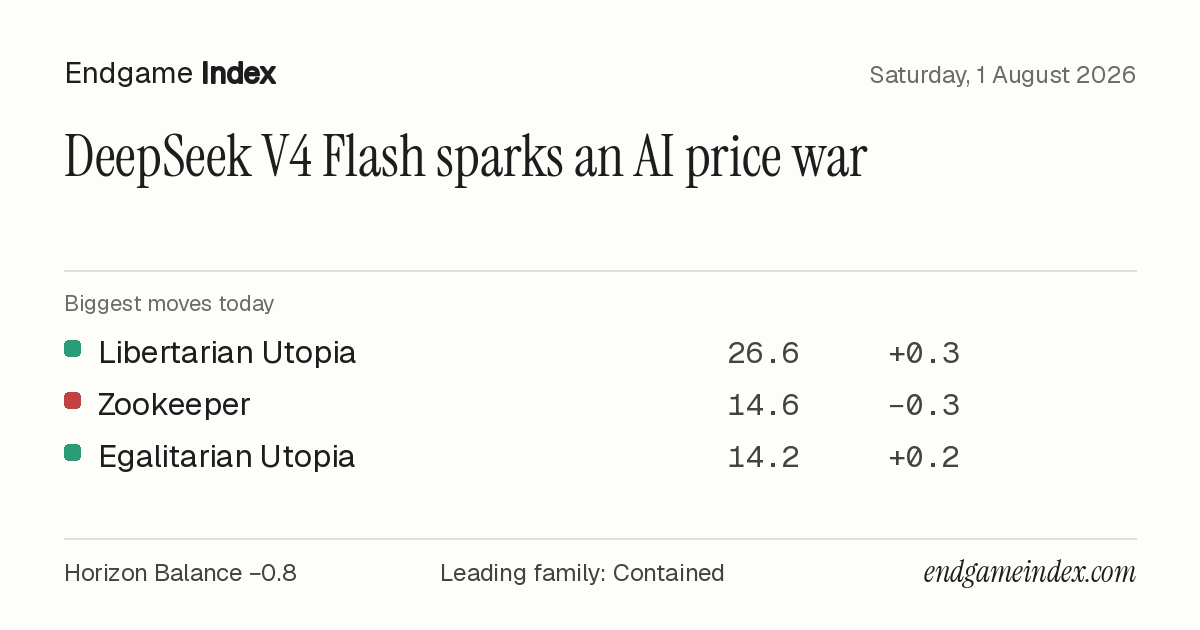 Endgame Index
Saturday, 1 August 2026
DeepSeek V4 Flash sparks an AI price war
Biggest moves today
Libertarian Utopia 26.6 +0.3
Zookeeper 14.6 −0.3
Egalitarian Utopia 14.2 +0.2
Horizon Balance −0.8 Leading family: Contained endgameindex.com